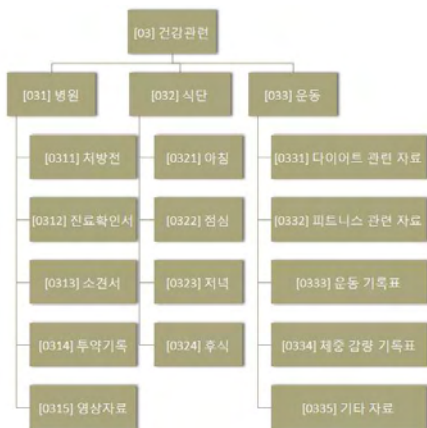 [03] 건강관련
[031] 병원
[032] 식단
[033] 운동
[0311] 처방전
[0321] 아침
[0331] 다이어트 관련 자료
[0312] 진료확인서
[0322] 점심
[0332] 피트니스 관련 자료
[0313] 소견서
[0323] 저녁
[0333] 운동 기록표
[0314] 투약기록
[0324] 후식
[0334] 체중 감량 기록표
[0315] 영상자료
[0335] 기타 자료